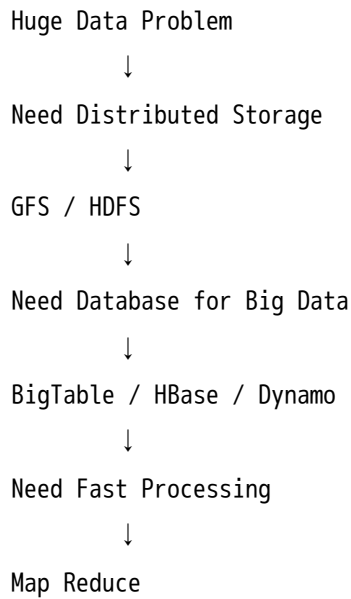 Huge Data Problem
↓
Need Distributed Storage
↓
GFS / HDFS
↓
Need Database for Big Data
↓
BigTable / HBase / Dynamo
↓
Need Fast Processing
↓
Map Reduce